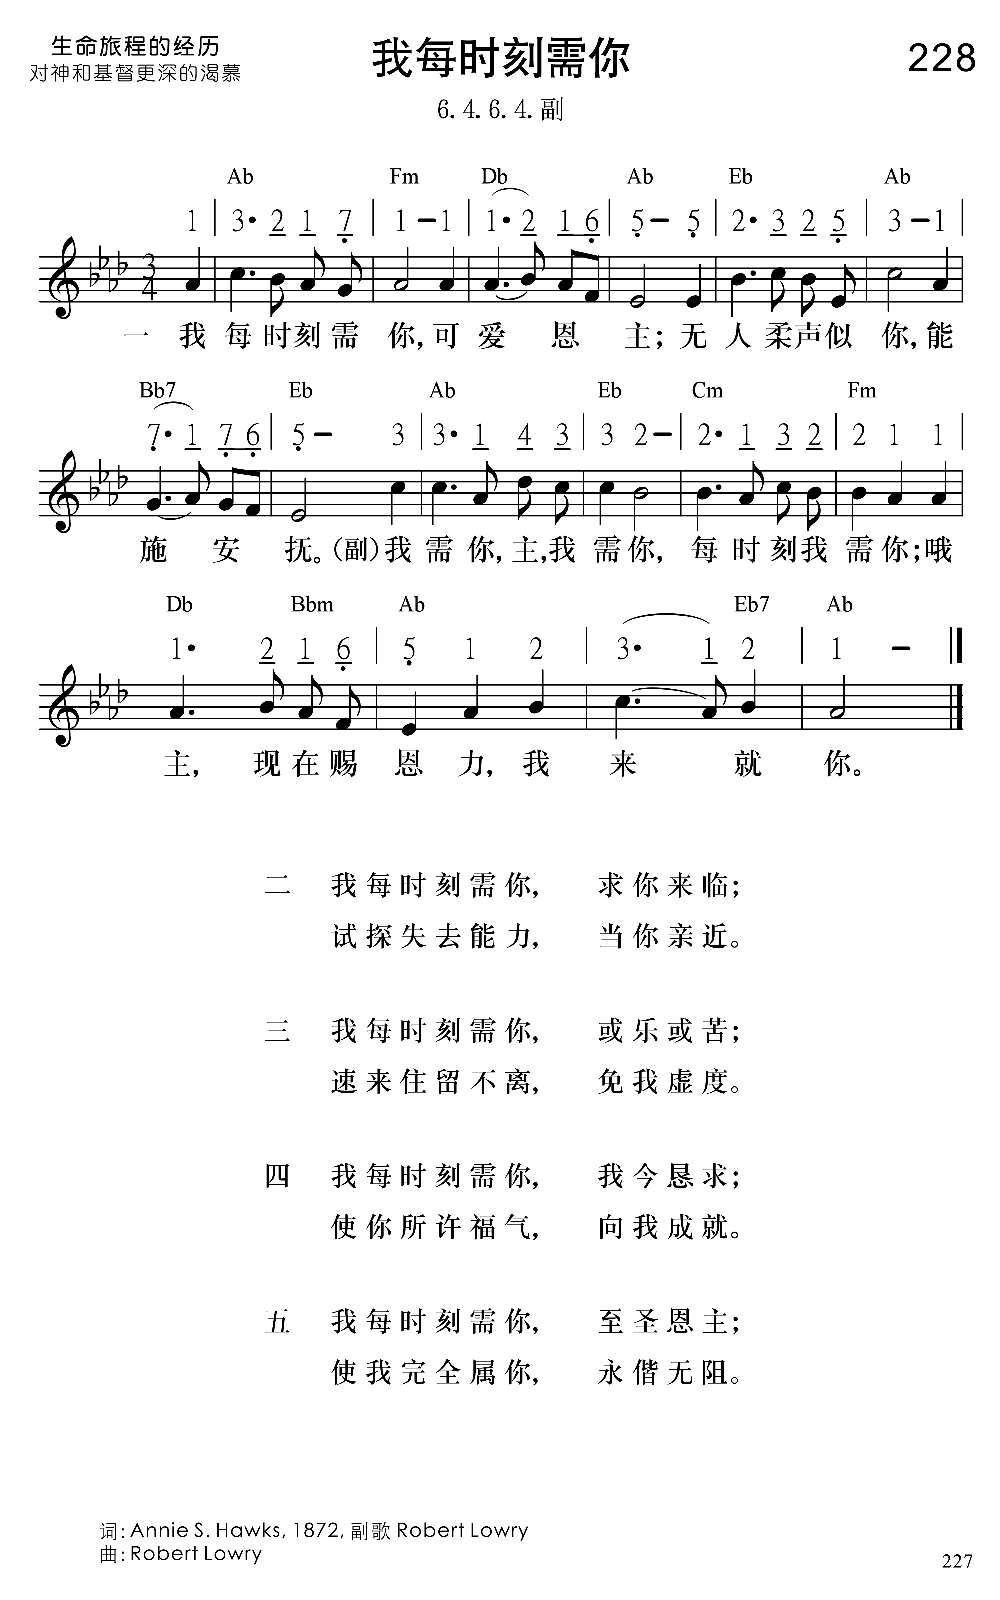 生命旅程的经历
对神和基督更深的渴慕
我每时刻需你
228
6.4.6.4.副
Ab Fm Db Ab Eb Ab
1 | 3• 2 1 7 | 1 – 1 | 1• 2 1 6 | 5 – 5 | 2• 3 2 5 | 3 – 1 |
3
4
一 我 每 时刻 需 你,可 爱 恩 主;无 人 柔声似 你,能
Bb7 Eb Ab Eb Cm Fm
7• 1 7 6 | 5 – 3 | 3• 1 4 3 | 3 2 – | 2• 1 3 2 | 2 1 1 |
施 安 抚。(副)我 需 你,主,我 需 你, 每 时 刻我 需 你;哦
Db Bbm Ab Eb7 Ab
1• 2 1 6 | 5 1 2 | 3• 1 2 | 1 – ‖
主, 现 在 赐 恩 力, 我 来 就 你。
二 我每时刻需你, 求你来临;
试探失去能力, 当你亲近。
三 我每时刻需你, 或乐或苦;
速来住留不离, 免我虚度。
四 我每时刻需你, 我今恳求;
使你所许福气, 向我成就。
五 我每时刻需你, 至圣恩主;
使我完全属你, 永偕无阻。
词: Annie S. Hawks, 1872, 副歌 Robert Lowry
曲: Robert Lowry
227